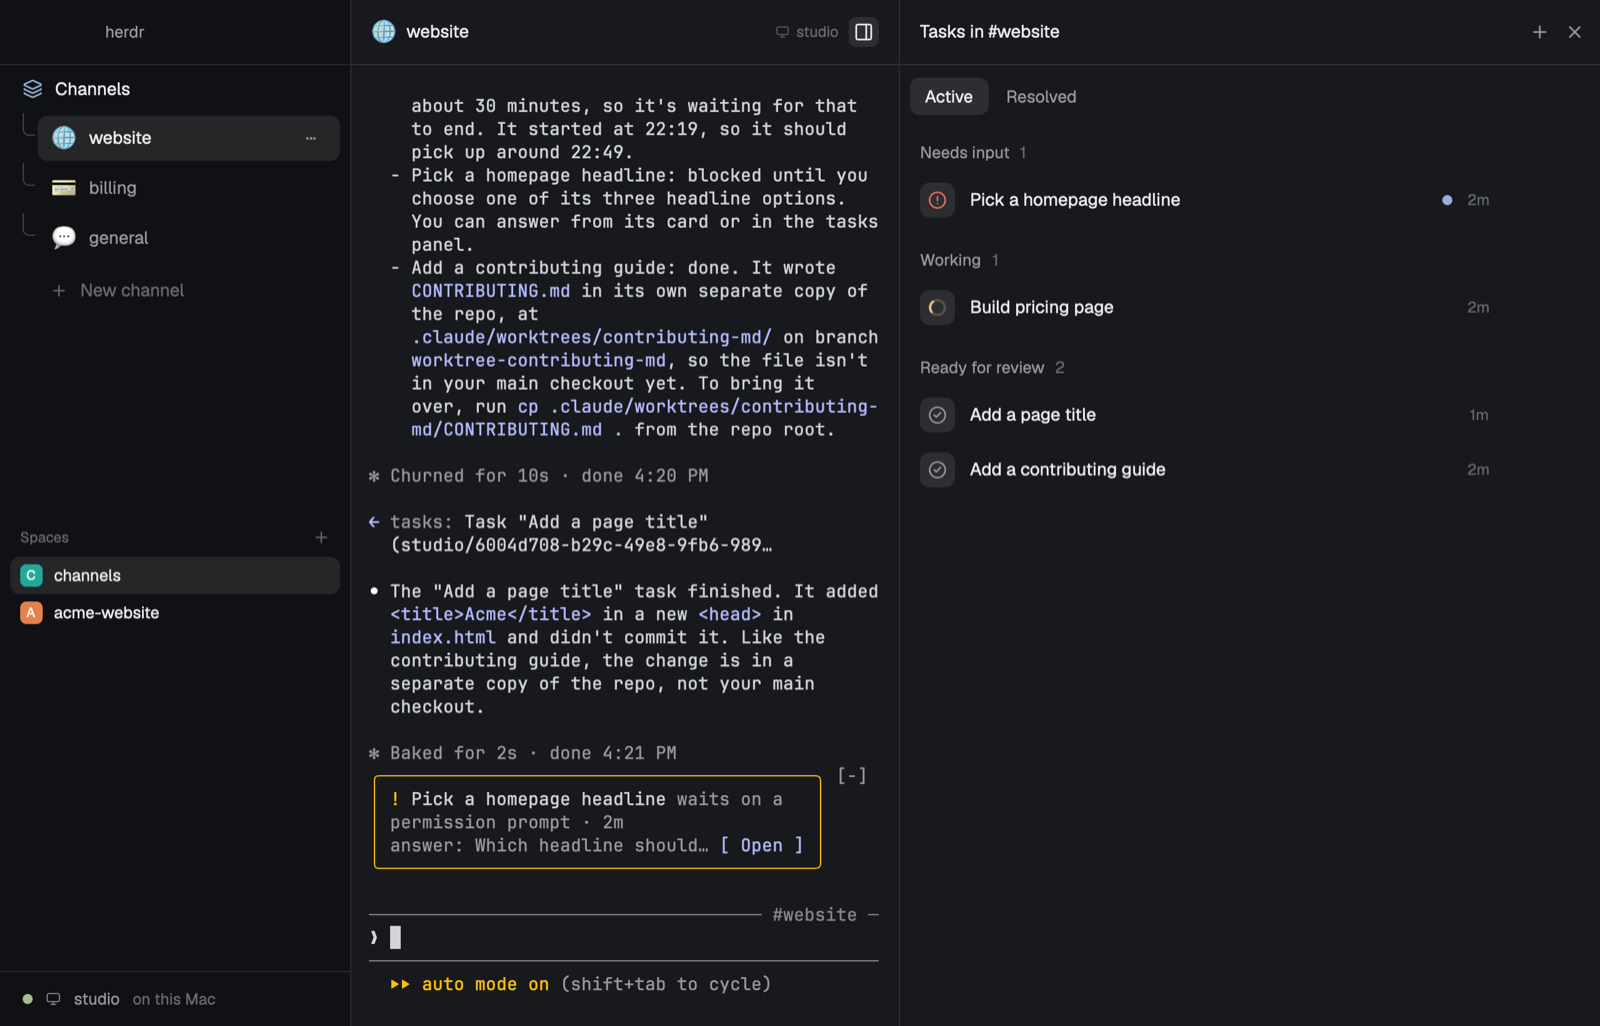 herdr
Channels
website
billing
general
+ New channel
Spaces +
C channels
A acme-website
studio on this Mac
website
studio
about 30 minutes, so it's waiting for that
to end. It started at 22:19, so it should
pick up around 22:49.
- Pick a homepage headline: blocked until you
choose one of its three headline options.
You can answer from its card or in the tasks
panel.
- Add a contributing guide: done. It wrote
CONTRIBUTING.md in its own separate copy of
the repo, at
.claude/worktrees/contributing-md/ on branch
worktree-contributing-md, so the file isn't
in your main checkout yet. To bring it
over, run cp .claude/worktrees/contributing-
md/CONTRIBUTING.md . from the repo root.
✻ Churned for 10s · done 4:20 PM
← tasks: Task "Add a page title"
(studio/6004d708-b29c-49e8-9fb6-989…
● The "Add a page title" task finished. It added
<title>Acme</title> in a new <head> in
index.html and didn't commit it. Like the
contributing guide, the change is in a
separate copy of the repo, not your main
checkout.
✻ Baked for 2s · done 4:21 PM
[-]
! Pick a homepage headline waits on a
permission prompt · 2m
answer: Which headline should… [ Open ]
#website
❯
▸▸ auto mode on (shift+tab to cycle)
Tasks in #website
Active Resolved
Needs input 1
Pick a homepage headline 2m
Working 1
Build pricing page 2m
Ready for review 2
Add a page title 1m
Add a contributing guide 2m